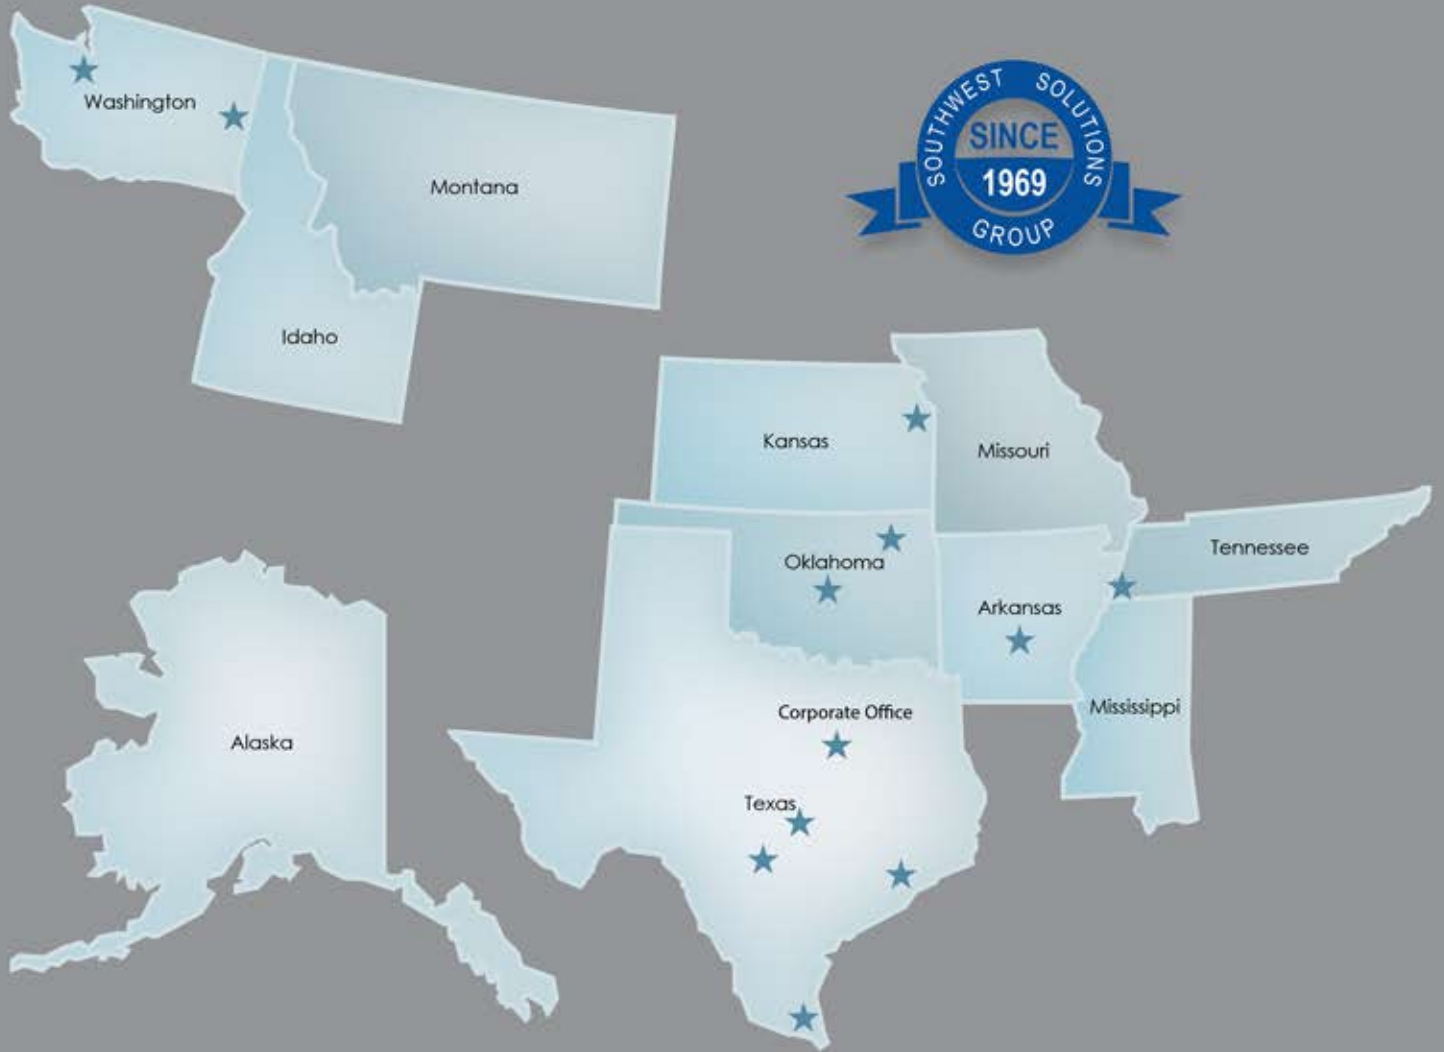 Washington
Montana
Idaho
SOUTHWEST SOLUTIONS
SINCE
1969
GROUP
Kansas
Missouri
Oklahoma
Tennessee
Arkansas
Mississippi
Corporate Office
Texas
Alaska